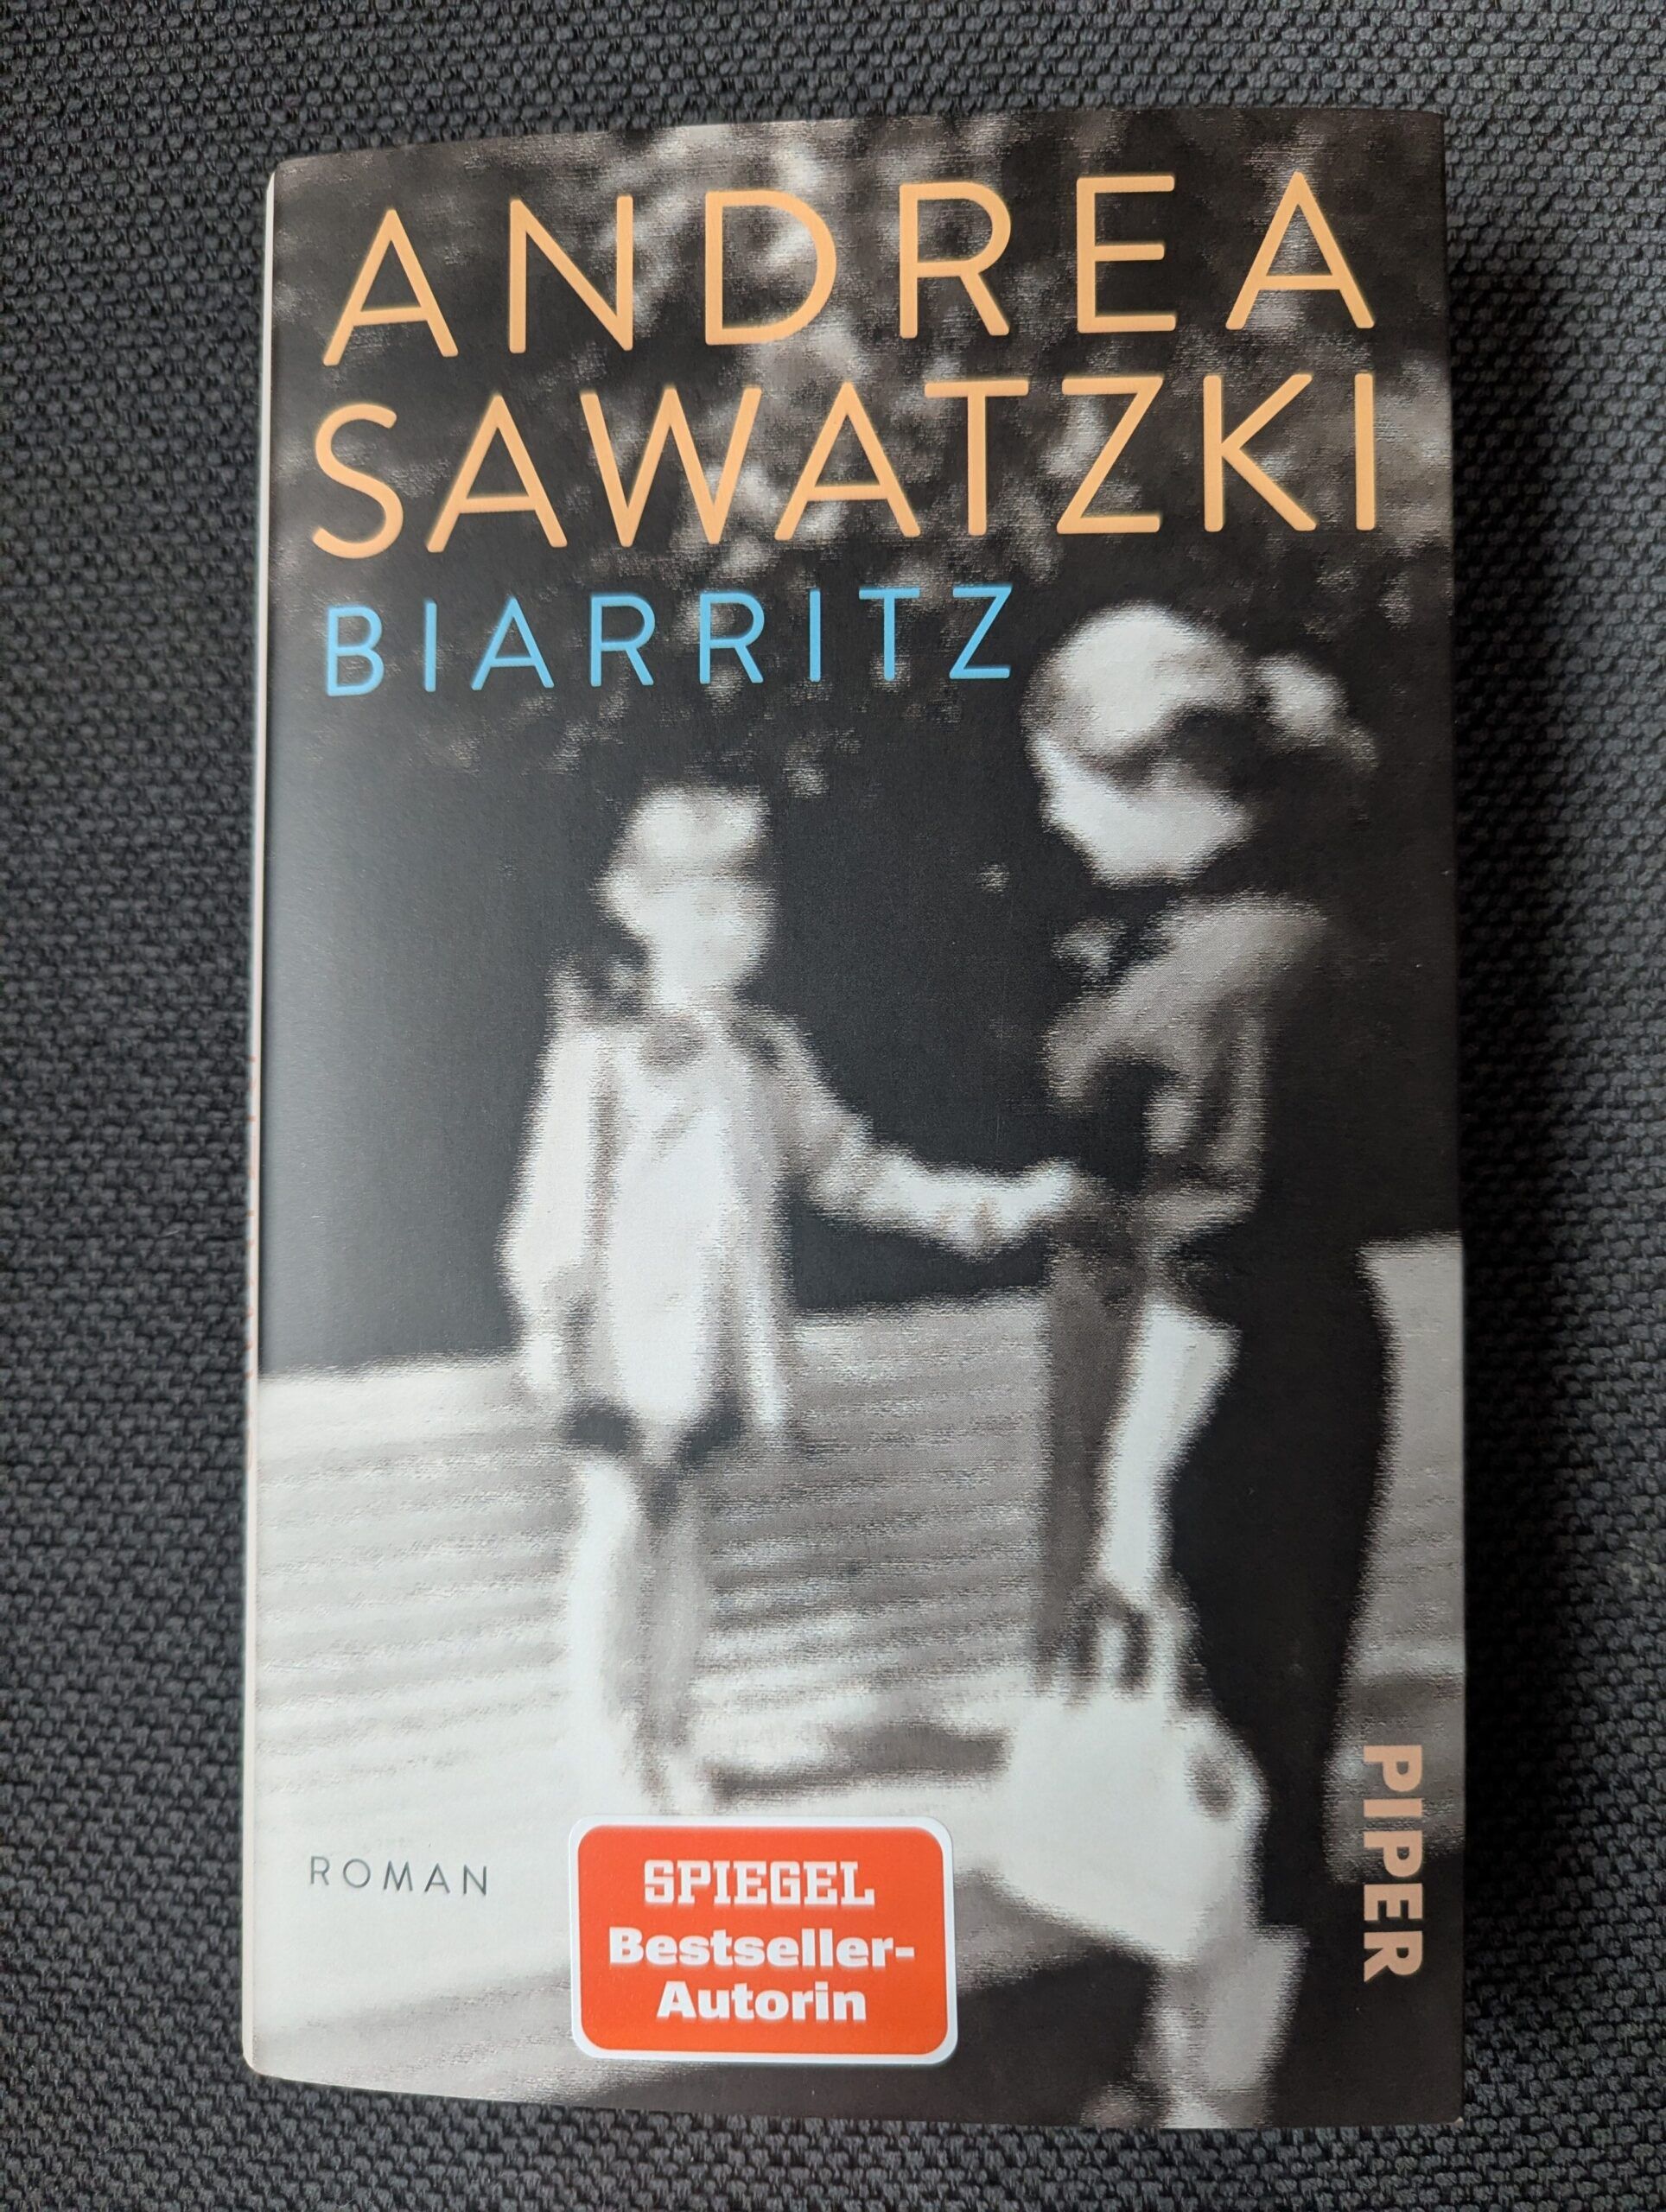 ANDREA
SAWATZKI
BIARRITZ
ROMAN
SPIEGEL
Bestseller-
Autorin
PIPER